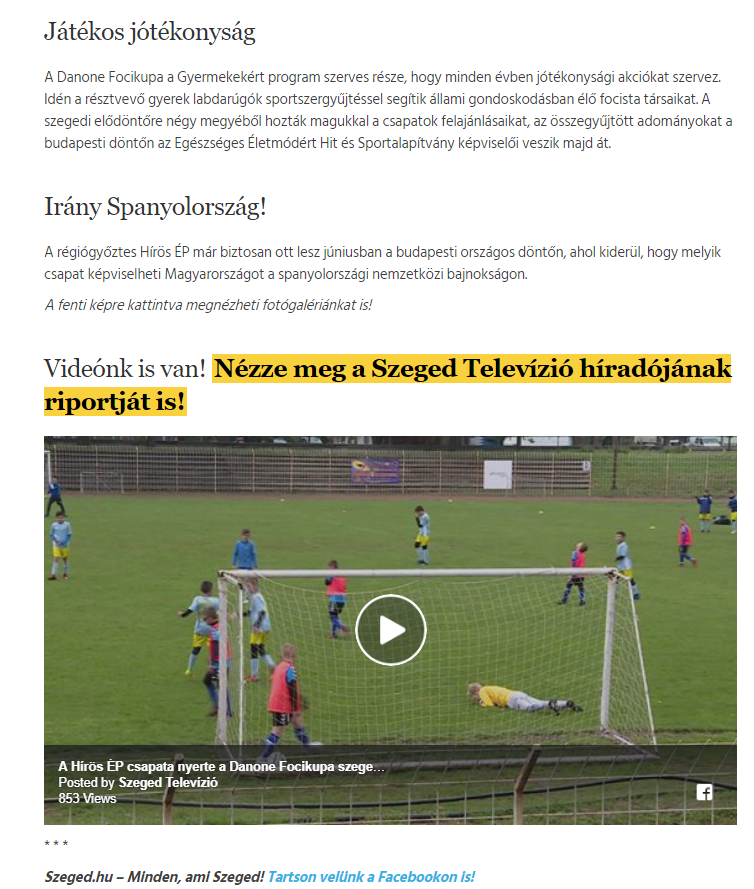 Játékos jótékonyság
A Danone Focikupa a Gyermekekért program szerves része, hogy minden évben jótékonysági akciókat szervez.
Idén a résztvevő gyerek labdarúgók sportszergyűjtéssel segítik állami gondoskodásban élő focista társaikat. A
szegedi elődöntőre négy megyéből hozták magukkal a csapatok felajánlásaikat, az összegyűjtött adományokat a
budapesti döntőn az Egészséges Életmódért Hit és Sportalapítvány képviselői veszik majd át.
Irány Spanyolország!
A régiógyőztes Hírös ÉP már biztosan ott lesz júniusban a budapesti országos döntőn, ahol kiderül, hogy melyik
csapat képviselheti Magyarországot a spanyolországi nemzetközi bajnokságon.
A fenti képre kattintva megnézheti fotógalériánkat is!
Videónk is van! Nézze meg a Szeged Televízió híradójának
riportját is!
A Hírös ÉP csapata nyerte a Danone Focikupa szege...
Posted by Szeged Televízió
853 Views
* * *
Szeged.hu – Minden, ami Szeged! Tartson velünk a Facebookon is!